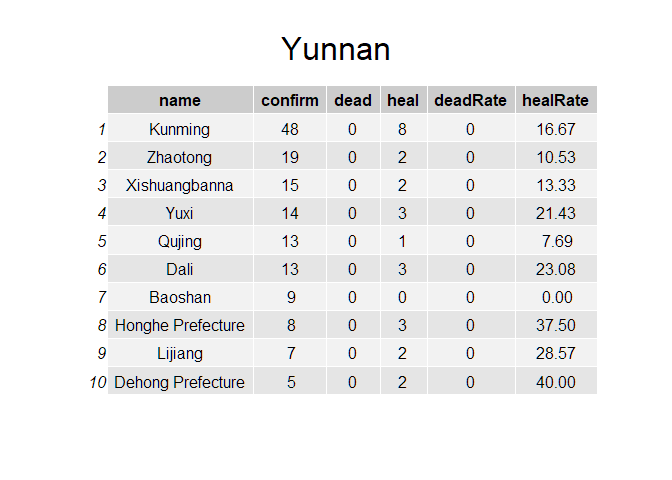 Yunnan
name confirm dead heal deadRate healRate
1 Kunming 48 0 8 0 16.67
2 Zhaotong 19 0 2 0 10.53
3 Xishuangbanna 15 0 2 0 13.33
4 Yuxi 14 0 3 0 21.43
5 Qujing 13 0 1 0 7.69
6 Dali 13 0 3 0 23.08
7 Baoshan 9 0 0 0 0.00
8 Honghe Prefecture 8 0 3 0 37.50
9 Lijiang 7 0 2 0 28.57
10 Dehong Prefecture 5 0 2 0 40.00